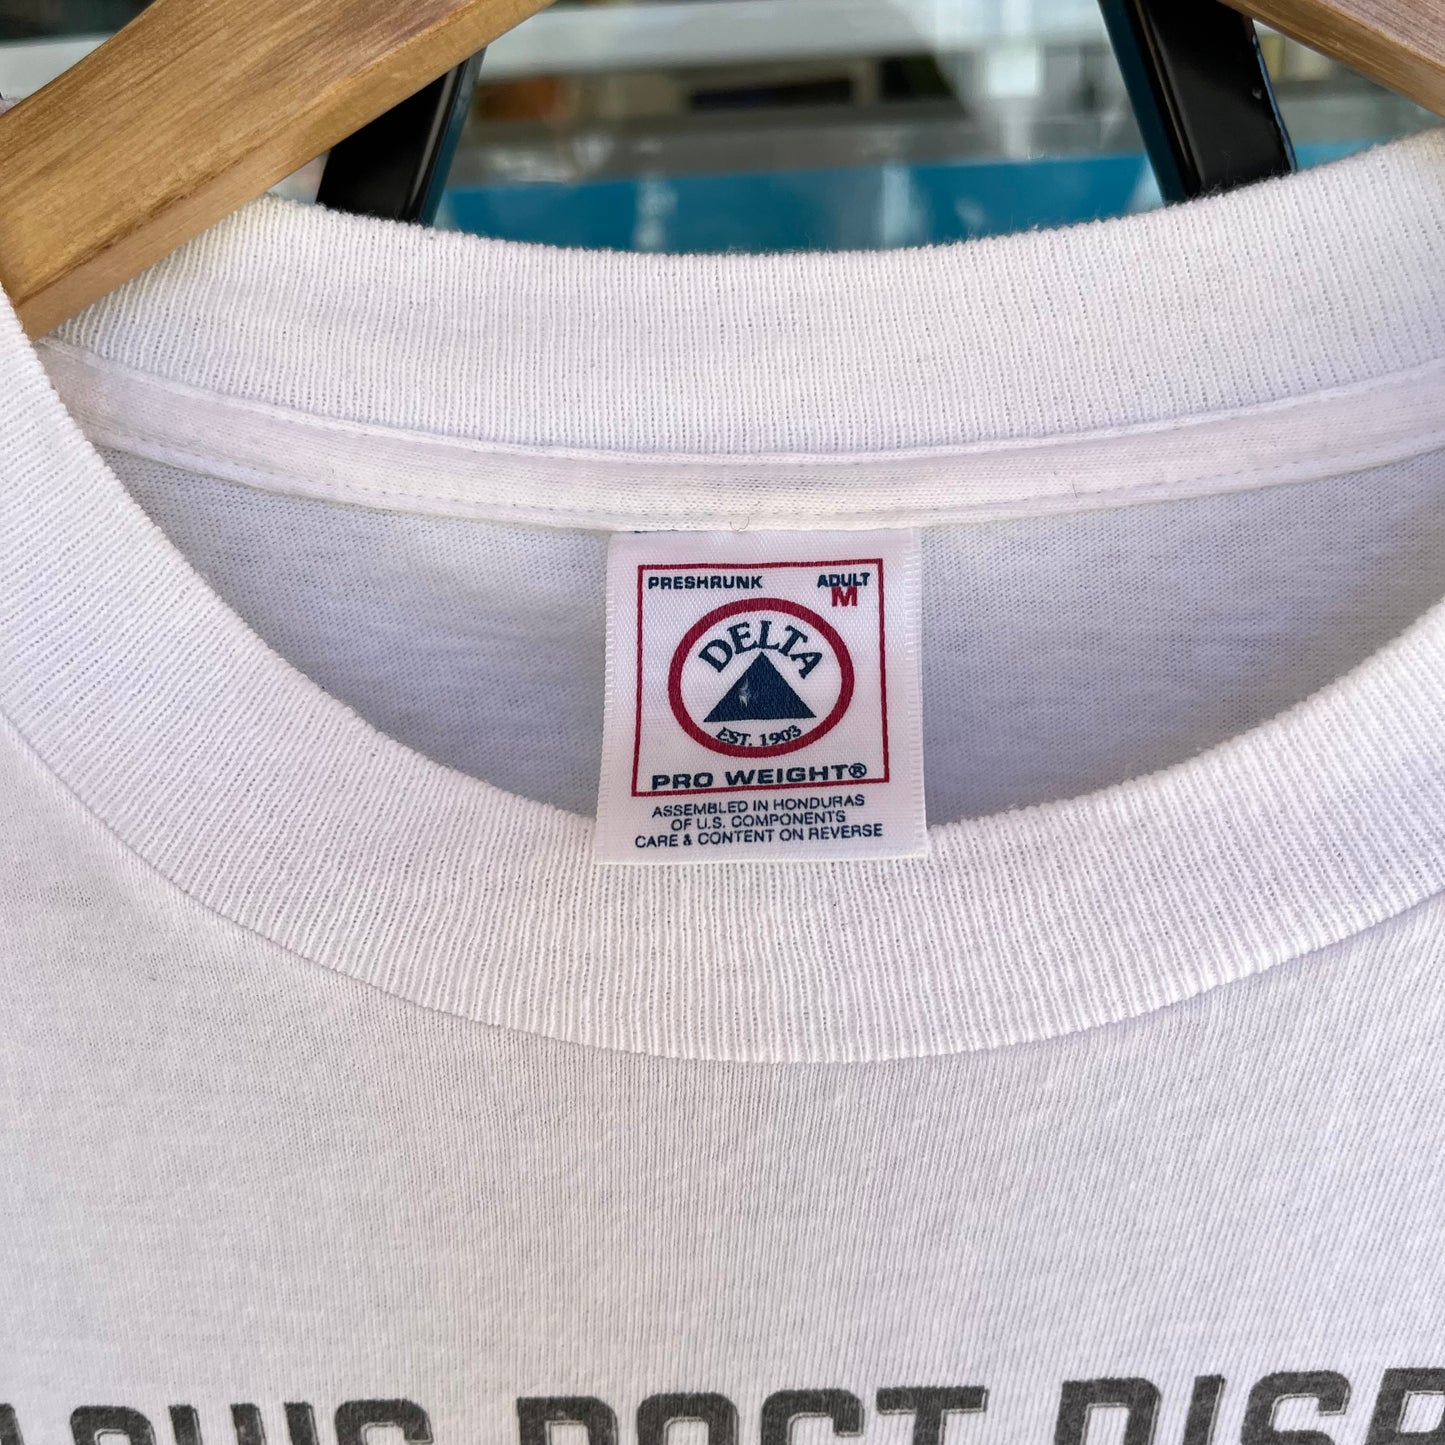 PRESHRUNK ADULT
M
DELTA
EST. 1903
PRO WEIGHT®
ASSEMBLED IN HONDURAS
OF U.S. COMPONENTS
CARE & CONTENT ON REVERSE